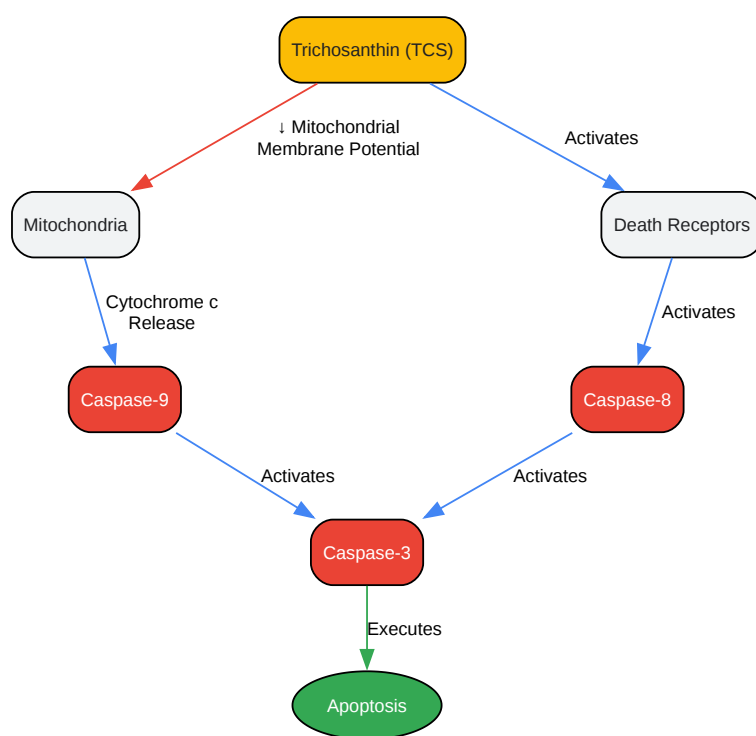 Trichosanthin (TCS)
↓ Mitochondrial
Membrane Potential
Activates
Mitochondria
Death Receptors
Cytochrome c
Release
Activates
Caspase-9
Caspase-8
Activates
Activates
Caspase-3
Executes
Apoptosis